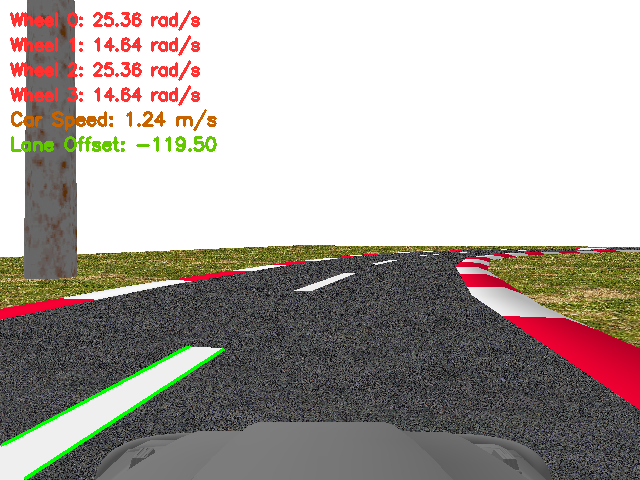 Wheel 0: 25.36 rad/s
Wheel 1: 14.64 rad/s
Wheel 2: 25.36 rad/s
Wheel 3: 14.64 rad/s
Car Speed: 1.24 m/s
Lane Offset: -119.50